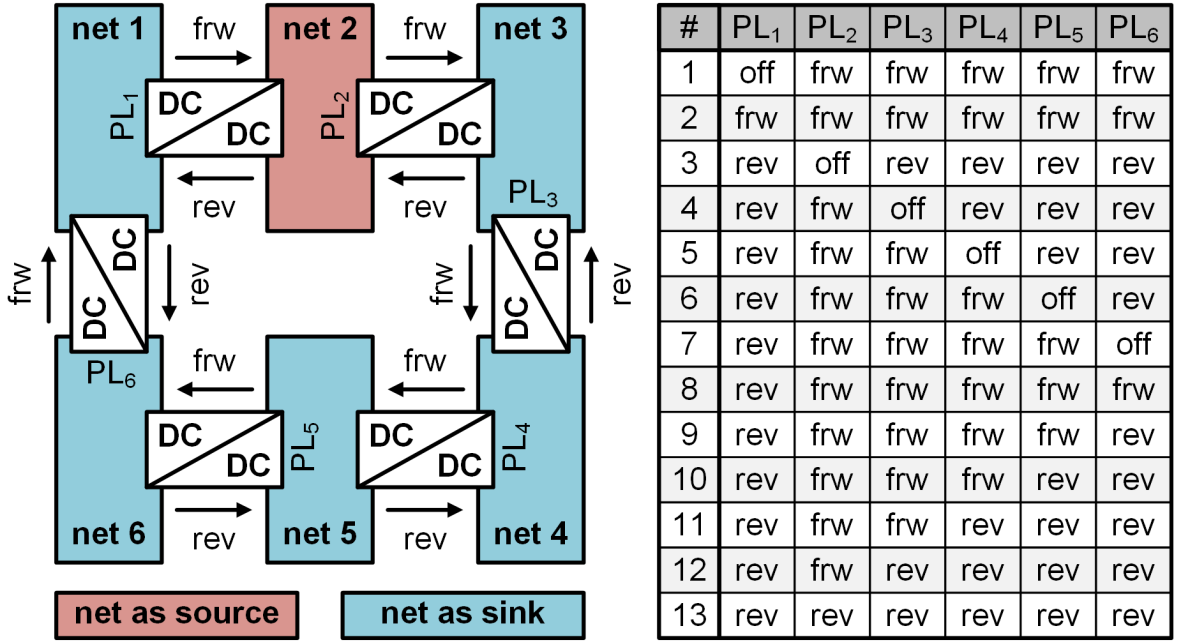 net 1 frw net 2 frw net 3
PL₁ DC DC PL₂ DC DC
rev rev PL₃
frw DC DC rev frw DC DC rev
PL₆ frw frw
DC DC PL₅ DC DC PL₄
net 6 rev net 5 rev net 4
net as source net as sink
# PL₁ PL₂ PL₃ PL₄ PL₅ PL₆
1 off frw frw frw frw frw
2 frw frw frw frw frw frw
3 rev off rev rev rev rev
4 rev frw off rev rev rev
5 rev frw frw off rev rev
6 rev frw frw frw off rev
7 rev frw frw frw frw off
8 rev frw frw frw frw frw
9 rev frw frw frw frw rev
10 rev frw frw frw rev rev
11 rev frw frw rev rev rev
12 rev frw rev rev rev rev
13 rev rev rev rev rev rev